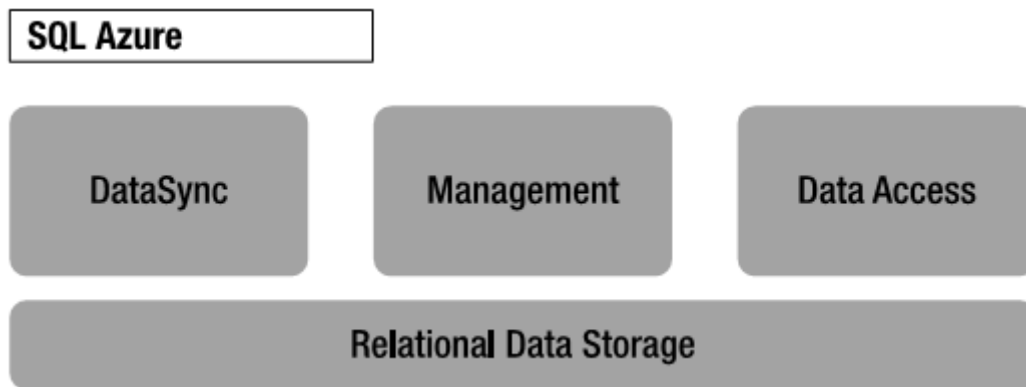 SQL Azure
DataSync
Management
Data Access
Relational Data Storage